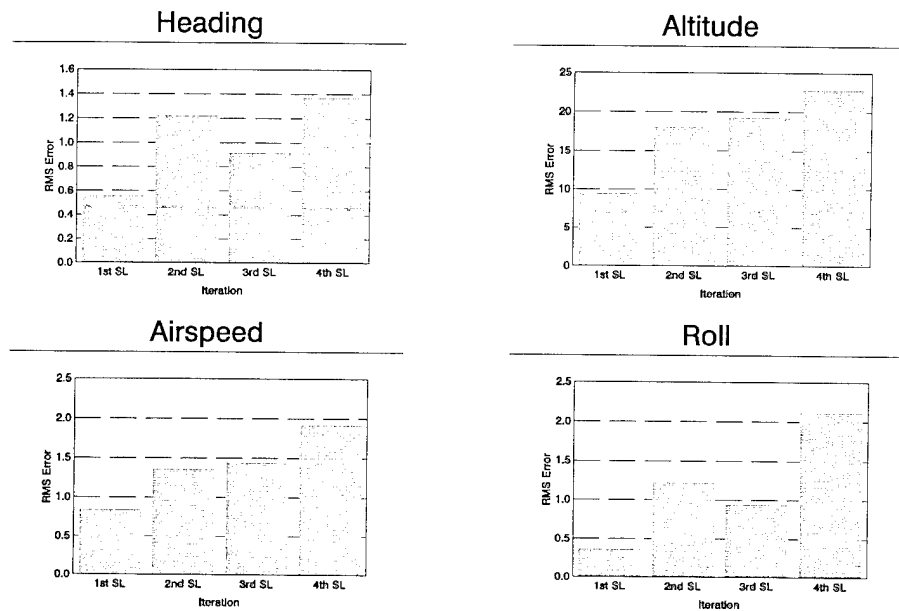 Heading
RMS Error
1.6
1.4
1.2
1.0
0.8
0.6
0.4
0.2
0.0
1st SL 2nd SL 3rd SL 4th SL
Iteration
Altitude
RMS Error
25
20
15
10
5
0
1st SL 2nd SL 3rd SL 4th SL
Iteration
Airspeed
RMS Error
2.5
2.0
1.5
1.0
0.5
0.0
1st SL 2nd SL 3rd SL 4th SL
Iteration
Roll
RMS Error
2.5
2.0
1.5
1.0
0.5
0.0
1st SL 2nd SL 3rd SL 4th SL
Iteration